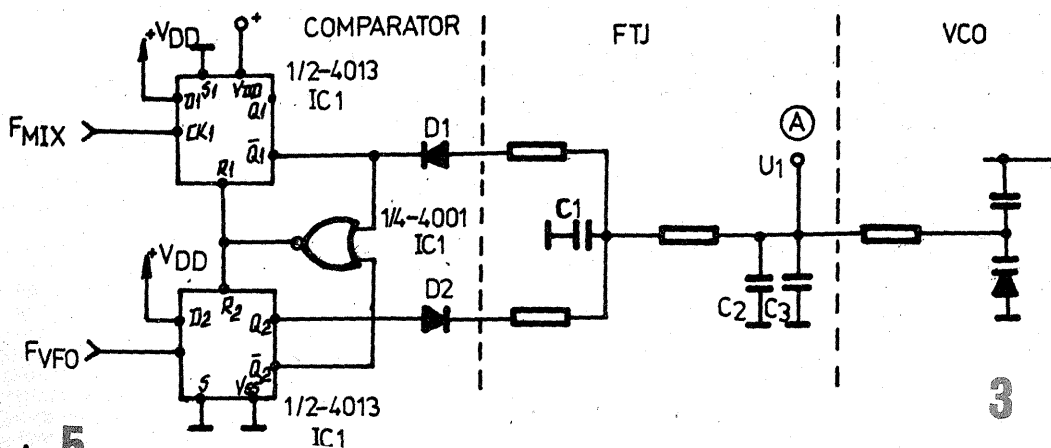 COMPARATOR
FTJ
VCO
+VDD
+
1/2-4013
IC1
D1
S1
VDD
Q1
FMIX
CK1
Q̅1
R1
D1
A
U1
C1
1/4-4001
IC1
+VDD
R2
D2
D2
Q2
C2
C3
FVFO
Q̅2
S
VSS
1/2-4013
IC1
3
5